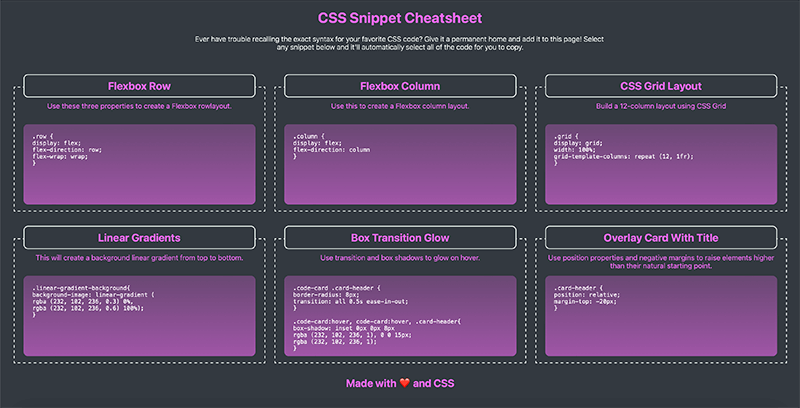 CSS Snippet Cheatsheet
Ever have trouble recalling the exact syntax for your favorite CSS code? Give it a permanent home and add it to this page! Select
any snippet below and it'll automatically select all of the code for you to copy.
Flexbox Row
Use these three properties to create a Flexbox rowlayout.
.row {
display: flex;
flex-direction: row;
flex-wrap: wrap;
}
Flexbox Column
Use this to create a Flexbox column layout.
.column {
display: flex;
flex-direction: column
}
CSS Grid Layout
Build a 12-column layout using CSS Grid
.grid {
display: grid;
width: 100%;
grid-template-columns: repeat (12, 1fr);
}
Linear Gradients
This will create a background linear gradient from top to bottom.
.linear-gradient-background{
background-image: linear-gradient (
rgba (232, 102, 236, 0.3) 0%,
rgba (232, 102, 236, 0.6) 100%);
}
Box Transition Glow
Use transition and box shadows to glow on hover.
.code-card .card-header {
border-radius: 8px;
transition: all 0.5s ease-in-out;
}
.code-card:hover, code-card:hover, .card-header{
box-shadow: inset 0px 0px 8px
rgba (232, 102, 236, 1), 0 0 15px;
rgba (232, 102, 236, 1);
}
Overlay Card With Title
Use position properties and negative margins to raise elements higher
than their natural starting point.
.card-header {
position: relative;
margin-top: -20px;
}
Made with ❤️ and CSS